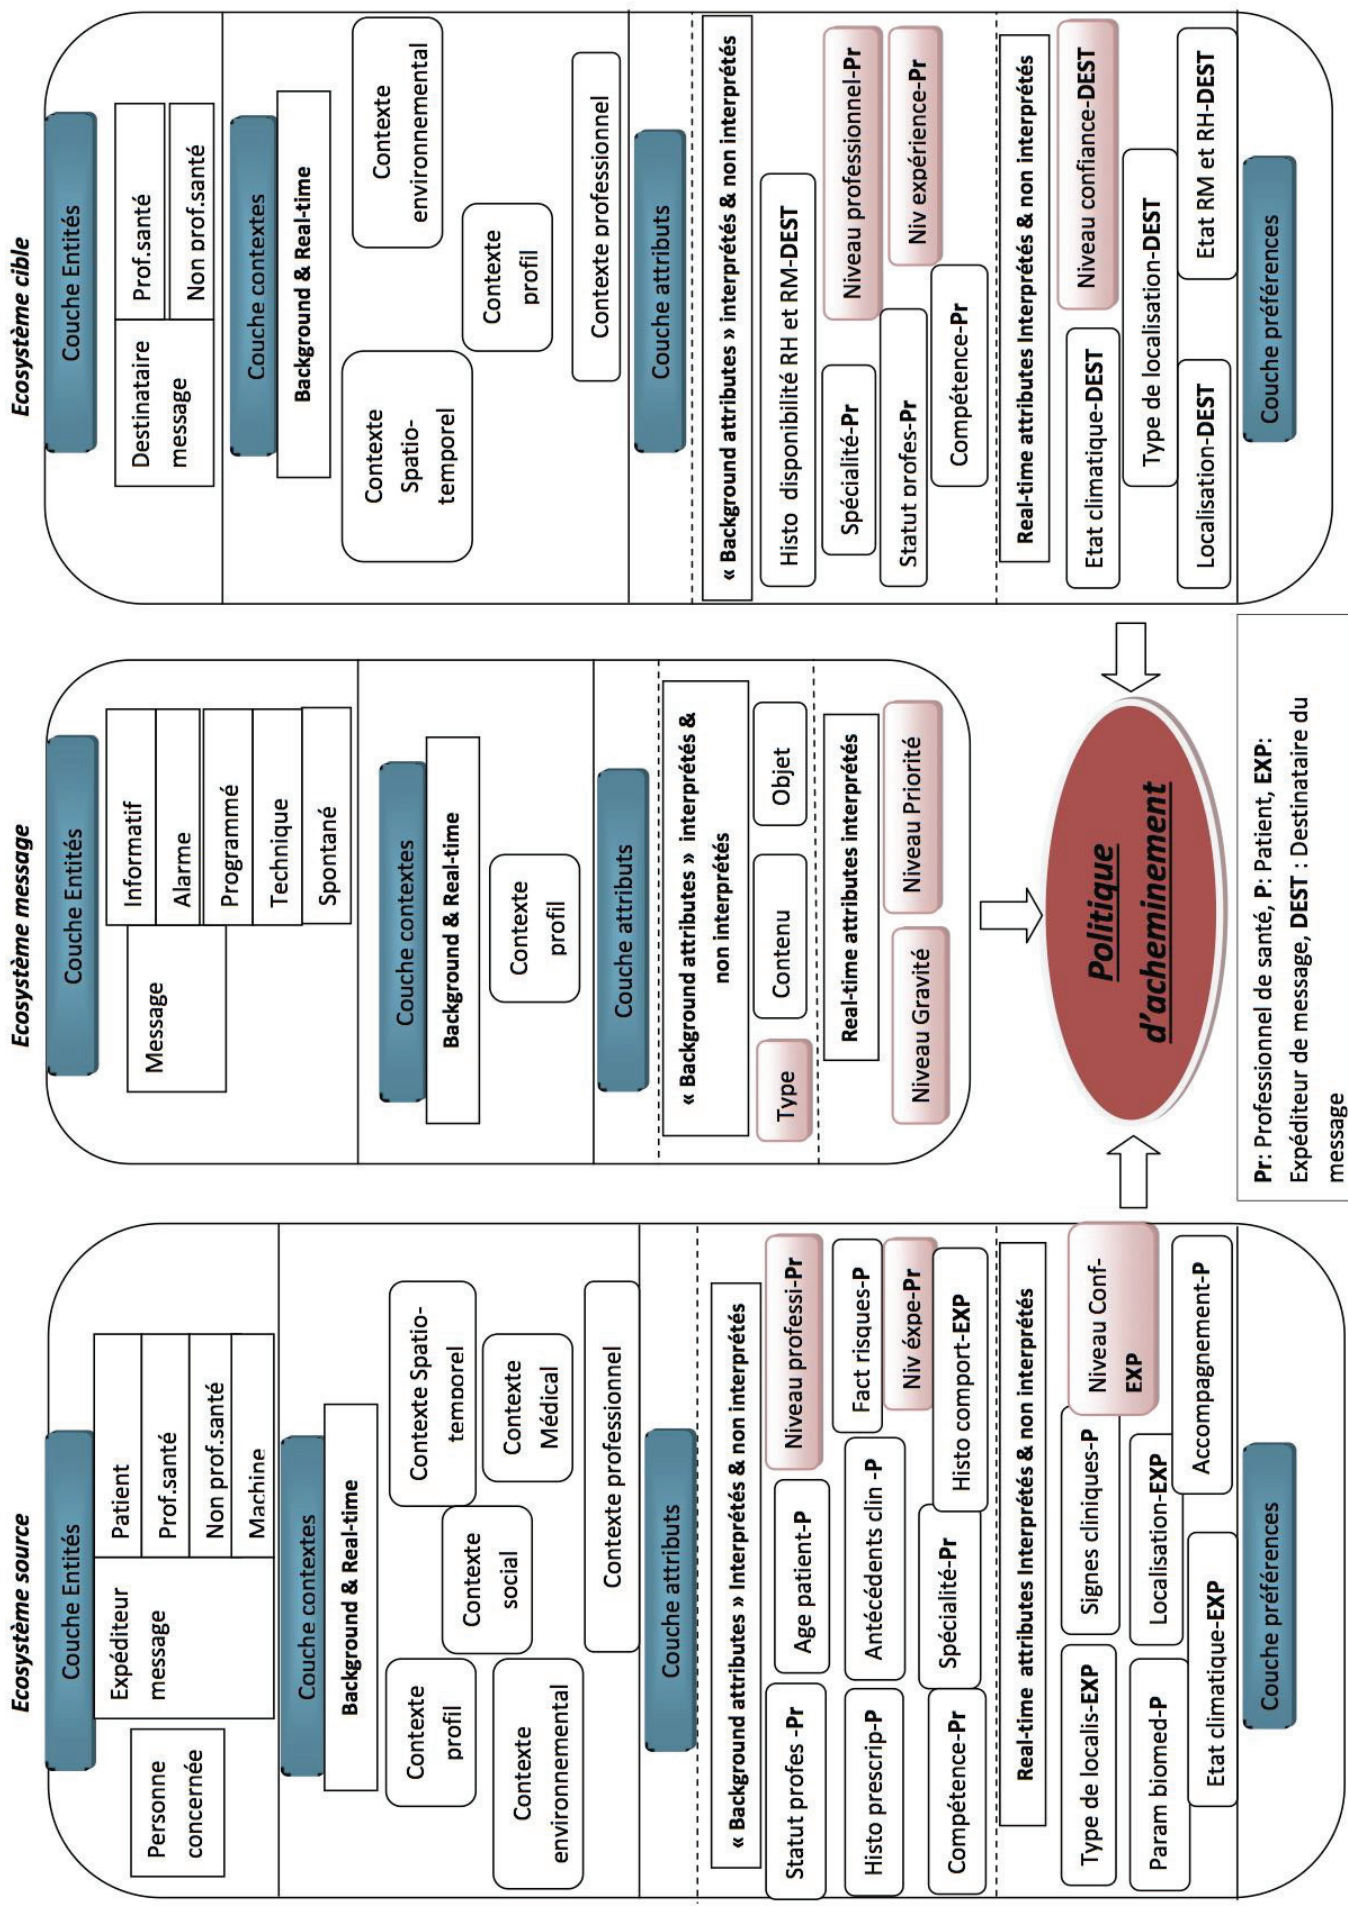 Ecosystème source
Couche Entités
Personne
concernée
Expéditeur
message
Patient
Prof.santé
Non prof.santé
Machine
Couche contextes
Background & Real-time
Contexte
profil
Contexte Spatio-
temporel
Contexte
social
Contexte
environnemental
Contexte
Médical
Contexte professionnel
Couche attributs
« Background attributes » Interprétés & non interprétés
Statut profes -Pr
Age patient-P
Niveau professi-Pr
Histo prescrip-P
Antécédents clin -P
Fact risques-P
Niv éxpe-Pr
Compétence-Pr
Spécialité-Pr
Histo comport-EXP
Real-time attributes Interprétés & non interprétés
Type de localis-EXP
Signes cliniques-P
Niveau Conf-
EXP
Param biomed-P
Localisation-EXP
Accompagnement-P
Etat climatique-EXP
Couche préférences
Ecosystème message
Couche Entités
Message
Informatif
Alarme
Programmé
Technique
Spontané
Couche contextes
Background & Real-time
Contexte
profil
Couche attributs
« Background attributes » interprétés &
non interprétés
Type
Contenu
Objet
Real-time attributes interprétés
Niveau Gravité
Niveau Priorité
Politique
d'acheminement
Ecosystème cible
Couche Entités
Destinataire
message
Prof.santé
Non prof.santé
Couche contextes
Background & Real-time
Contexte
Spatio-
temporel
Contexte
environnemental
Contexte
profil
Contexte professionnel
Couche attributs
« Background attributes » interprétés & non interprétés
Histo disponibilité RH et RM-DEST
Spécialité-Pr
Niveau professionnel-Pr
Statut profes-Pr
Niv expérience-Pr
Compétence-Pr
Real-time attributes Interprétés & non interprétés
Etat climatique-DEST
Niveau confiance-DEST
Type de localisation-DEST
Localisation-DEST
Etat RM et RH-DEST
Couche préférences
Pr: Professionnel de santé, P: Patient, EXP:
Expéditeur de message, DEST : Destinataire du
message